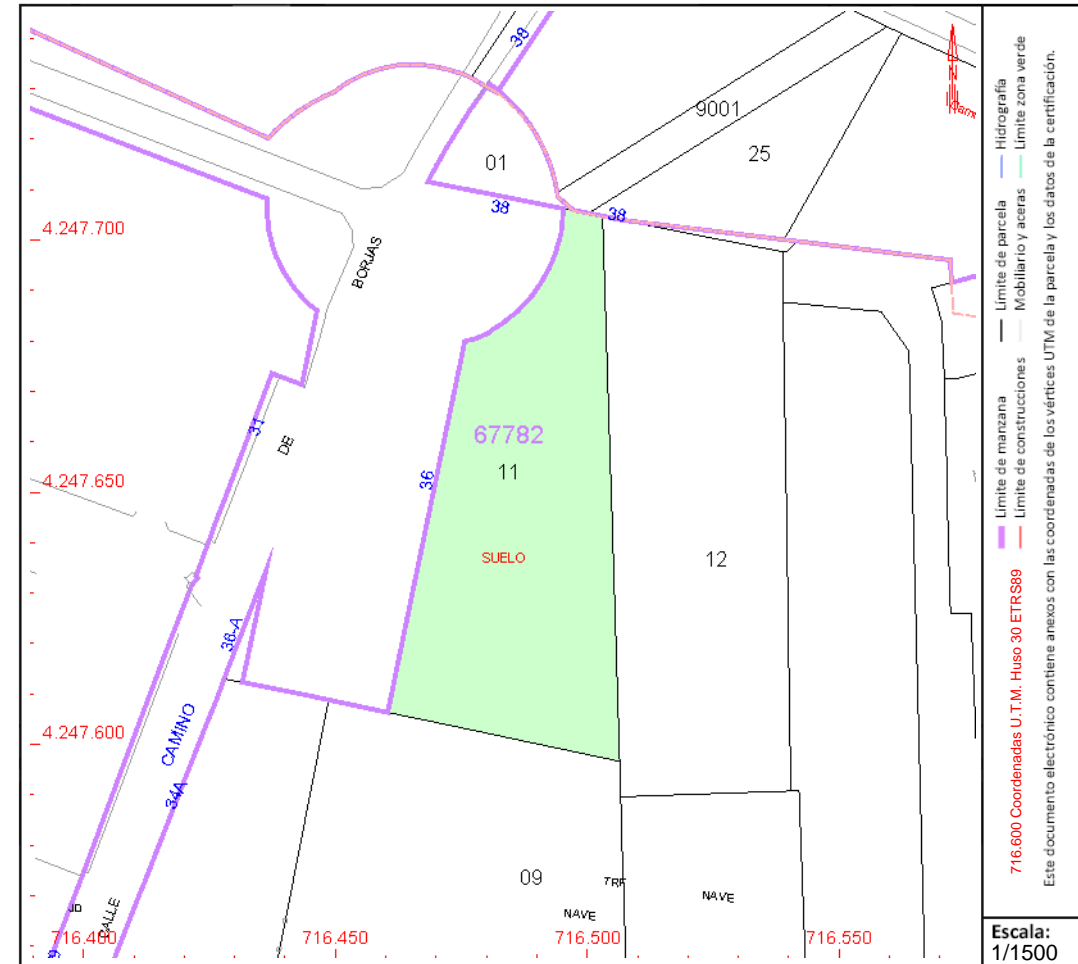 38
9001
25
01
38
38
4.247.700
BORJAS
67782
11
31
DE
36
4.247.650
SUELO
12
36-A
CAMINO
4.247.600
34A
09
TRF
NAVE
NAVE
JD
CALLE
9
716.400
716.450
716.500
716.550
N
Hidrografía
Límite zona verde
Límite de parcela
Mobiliario y aceras
Límite de manzana
Límite de construcciones
716.600 Coordenadas U.T.M. Huso 30 ETRS89
Este documento electrónico contiene anexos con las coordenadas de los vértices UTM de la parcela y los datos de la certificación.
Escala:
1/1500